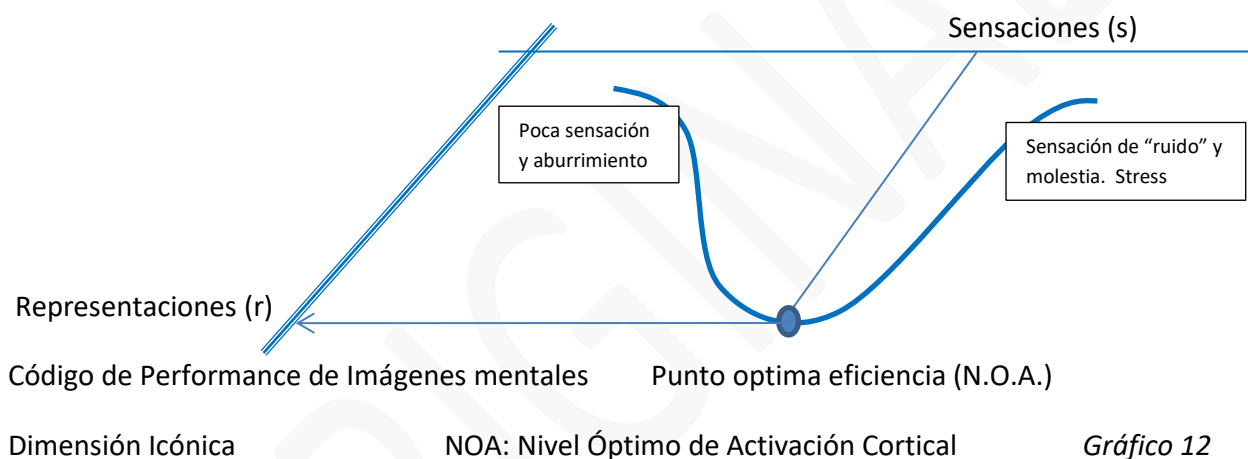 Sensaciones (s)
Poca sensación
y aburrimiento
Sensación de “ruido” y
molestia. Stress
Representaciones (r)
Código de Performance de Imágenes mentales Punto optima eficiencia (N.O.A.)
Dimensión Icónica NOA: Nivel Óptimo de Activación Cortical Gráfico 12